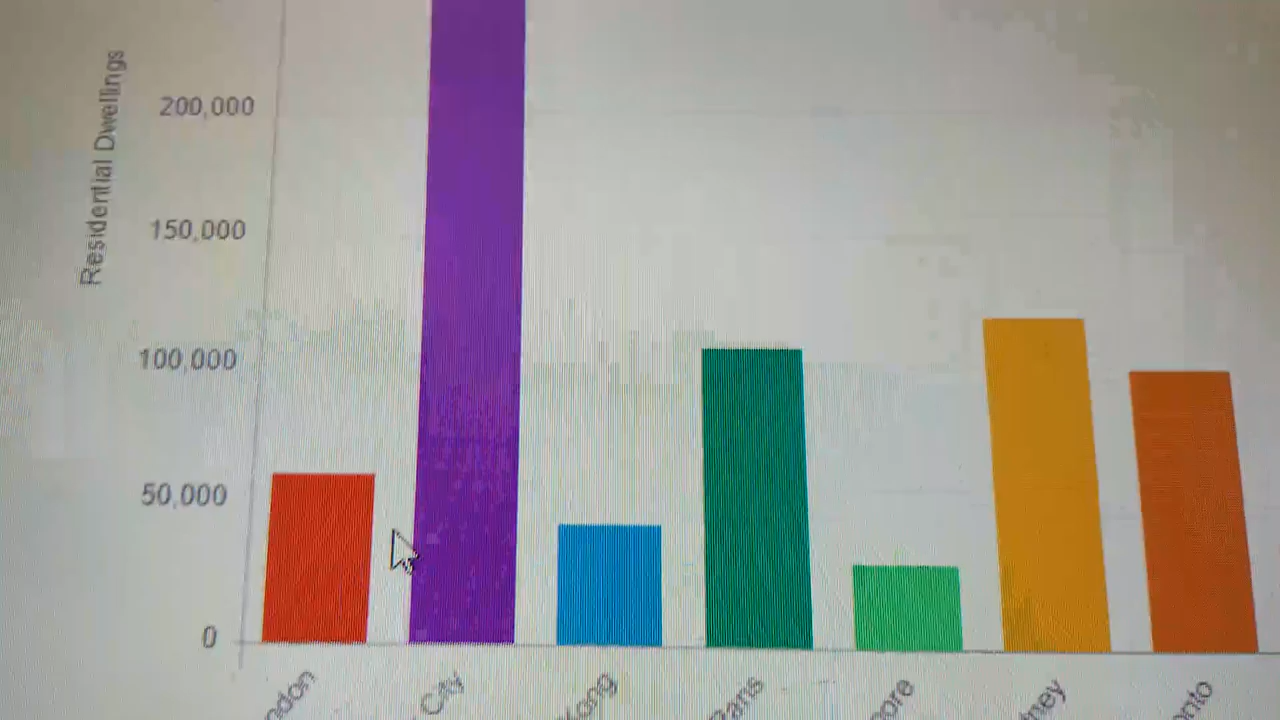 Residential Dwellings
200,000
150,000
100,000
50,000
0
ndon
City
Kong
Paris
ore
ney
nto